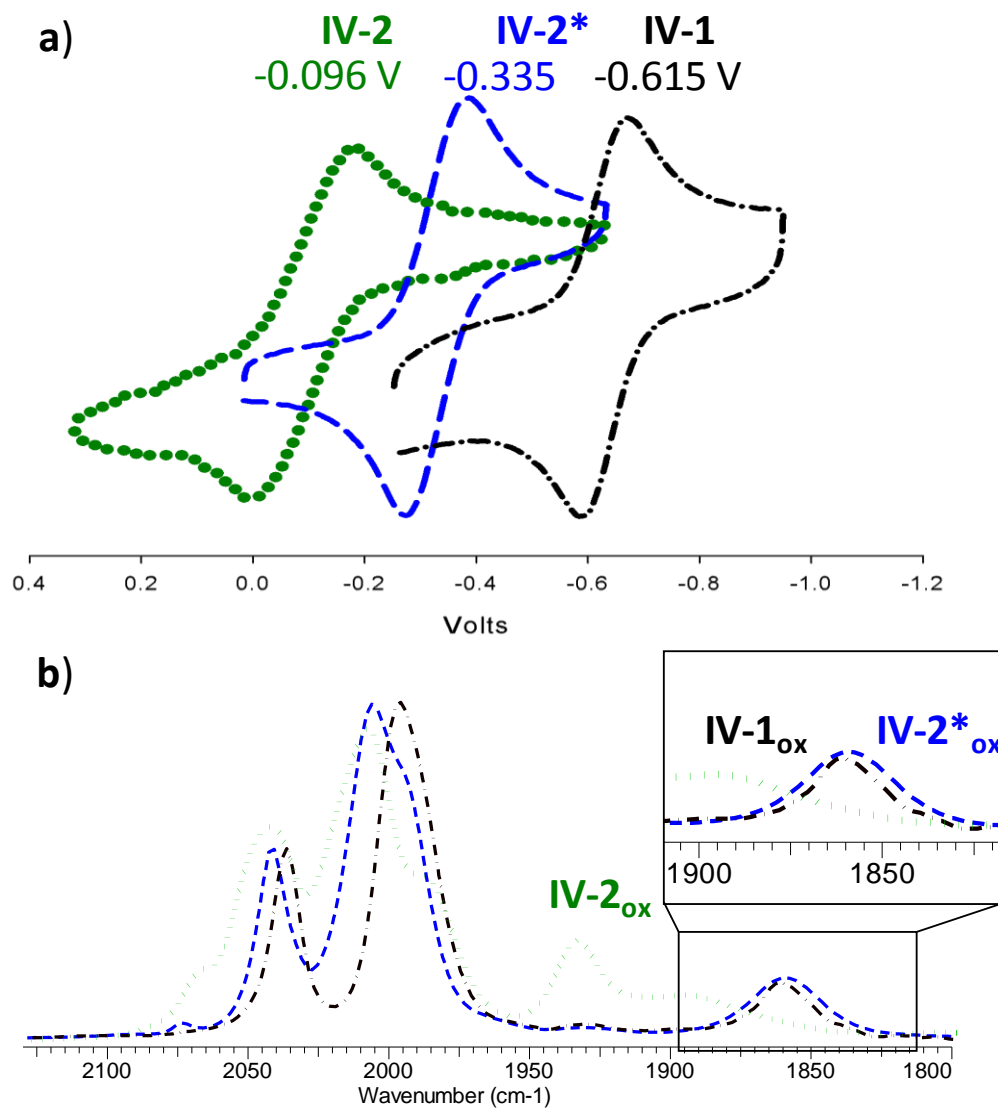 a)
IV-2 IV-2* IV-1
-0.096 V -0.335 -0.615 V
0.4 0.2 0.0 -0.2 -0.4 -0.6 -0.8 -1.0 -1.2
Volts
b)
IV-1ox IV-2*ox
1900 1850
IV-2ox
2100 2050 2000 1950 1900 1850 1800
Wavenumber (cm-1)